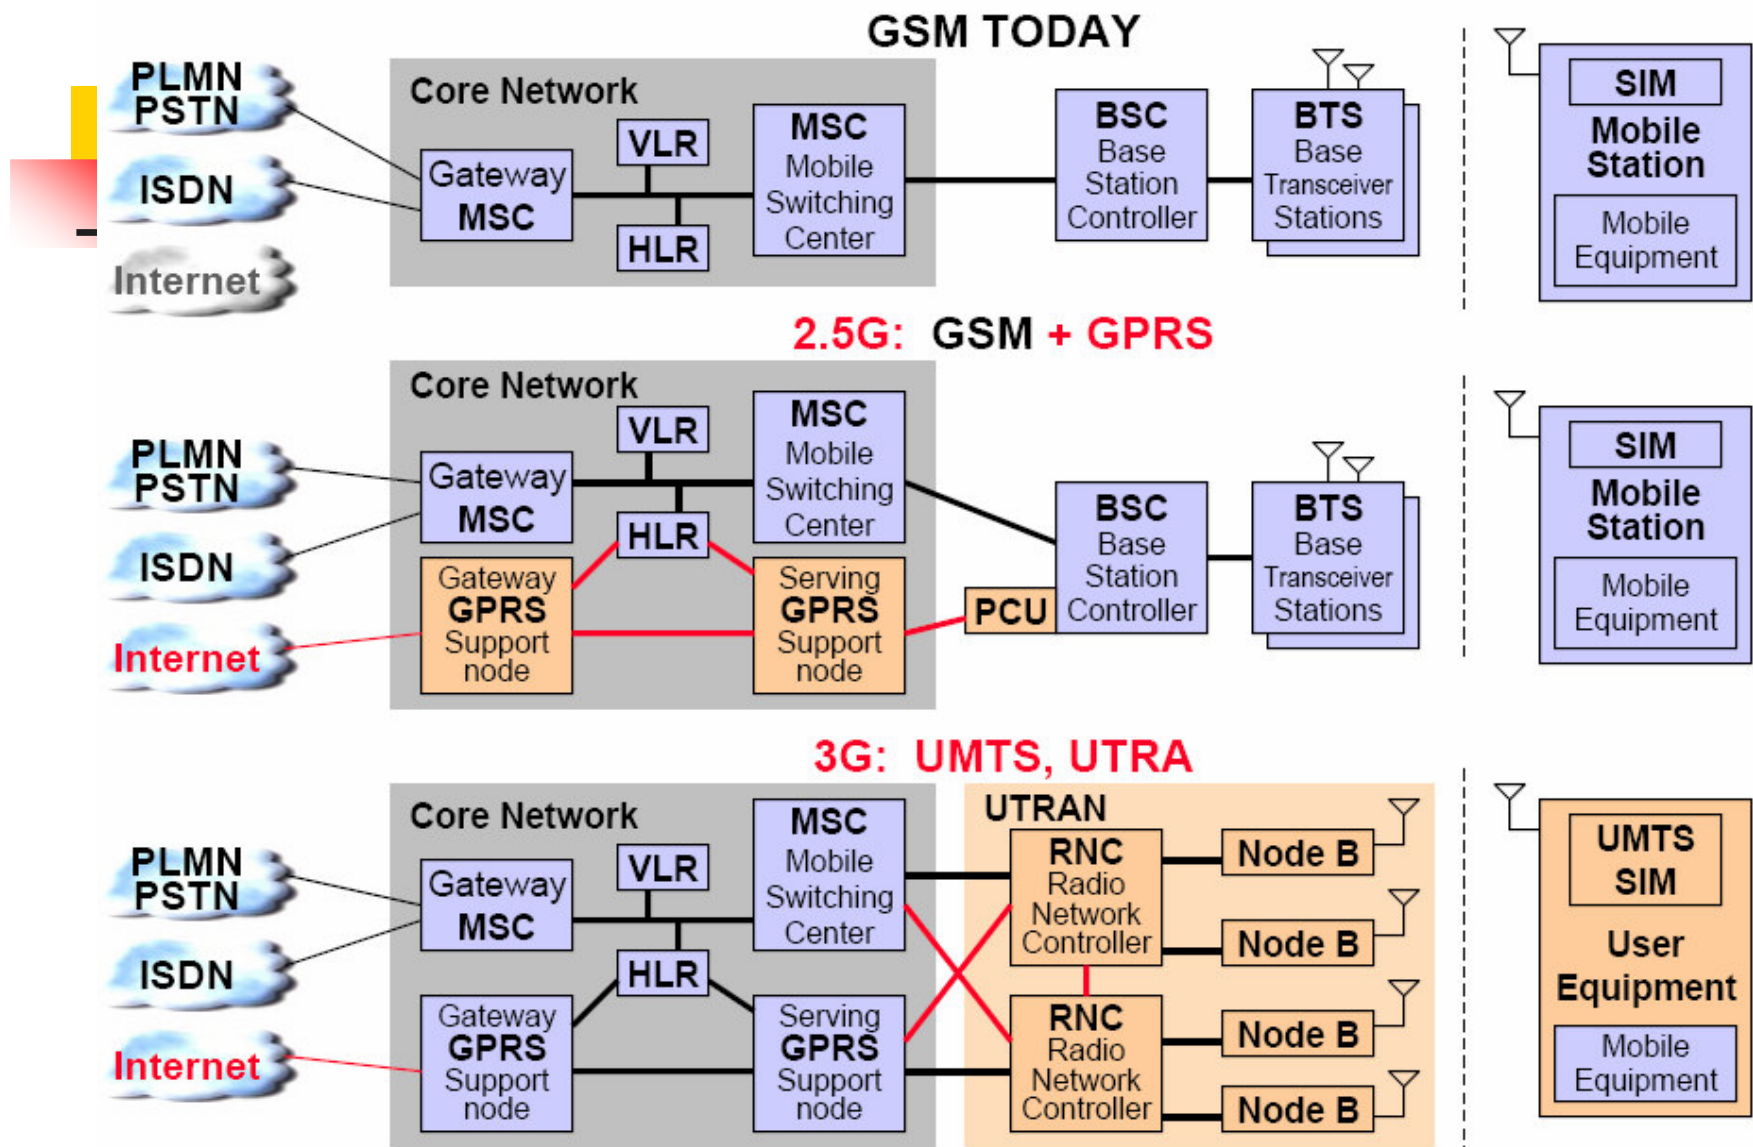 GSM TODAY
PLMN
PSTN
ISDN
Internet
Core Network
Gateway
MSC
VLR
HLR
MSC
Mobile
Switching
Center
BSC
Base
Station
Controller
BTS
Base
Transceiver
Stations
SIM
Mobile
Station
Mobile
Equipment
2.5G: GSM + GPRS
PLMN
PSTN
ISDN
Internet
Core Network
Gateway
MSC
VLR
HLR
MSC
Mobile
Switching
Center
Gateway
GPRS
Support
node
Serving
GPRS
Support
node
PCU
BSC
Base
Station
Controller
BTS
Base
Transceiver
Stations
SIM
Mobile
Station
Mobile
Equipment
3G: UMTS, UTRA
PLMN
PSTN
ISDN
Internet
Core Network
Gateway
MSC
VLR
HLR
MSC
Mobile
Switching
Center
Gateway
GPRS
Support
node
Serving
GPRS
Support
node
UTRAN
RNC
Radio
Network
Controller
RNC
Radio
Network
Controller
Node B
Node B
Node B
Node B
UMTS
SIM
User
Equipment
Mobile
Equipment